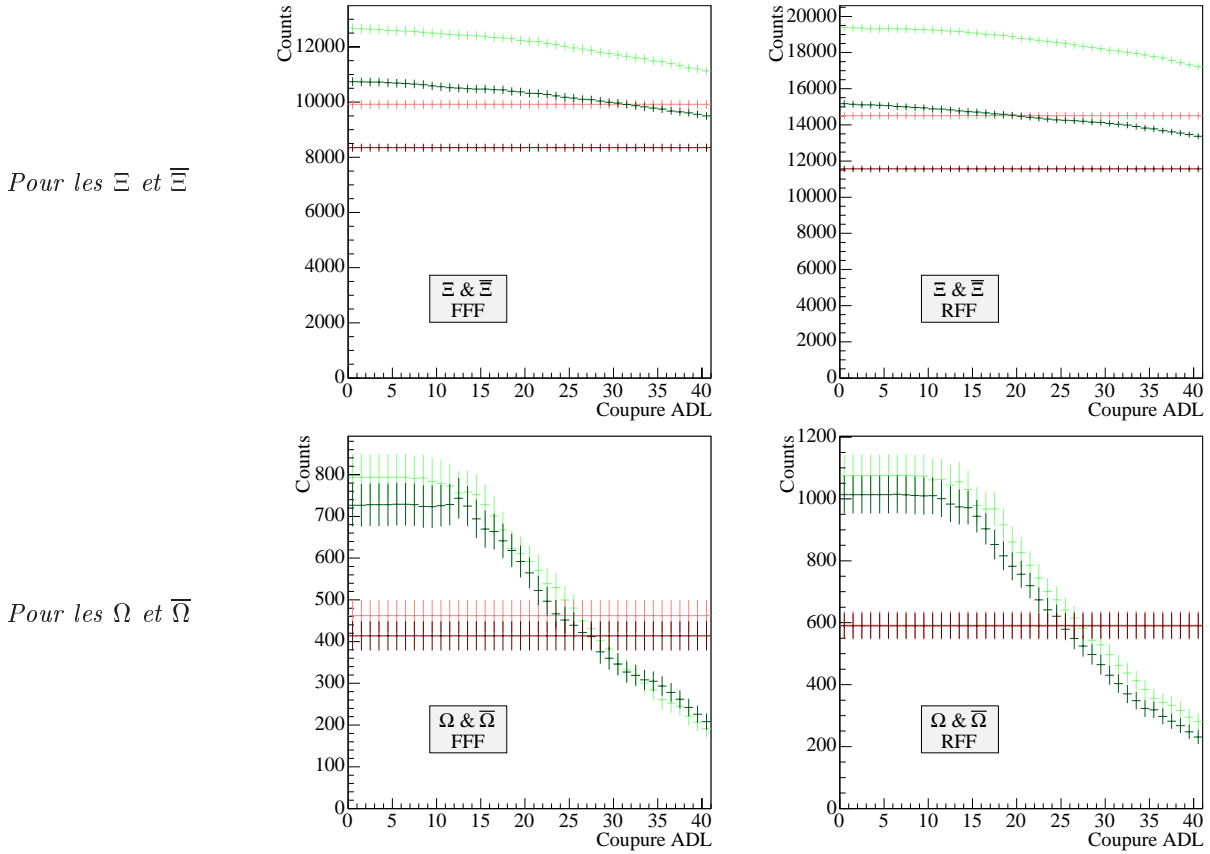 Pour les Ξ et Ξ̅
Counts
12000
10000
8000
6000
4000
2000
0
0 5 10 15 20 25 30 35 40
Coupure ADL
Ξ & Ξ̅
FFF
Counts
20000
18000
16000
14000
12000
10000
8000
6000
4000
2000
0
0 5 10 15 20 25 30 35 40
Coupure ADL
Ξ & Ξ̅
RFF
Pour les Ω et Ω̅
Counts
800
700
600
500
400
300
200
100
0
0 5 10 15 20 25 30 35 40
Coupure ADL
Ω & Ω̅
FFF
Counts
1200
1000
800
600
400
200
0
0 5 10 15 20 25 30 35 40
Coupure ADL
Ω & Ω̅
RFF